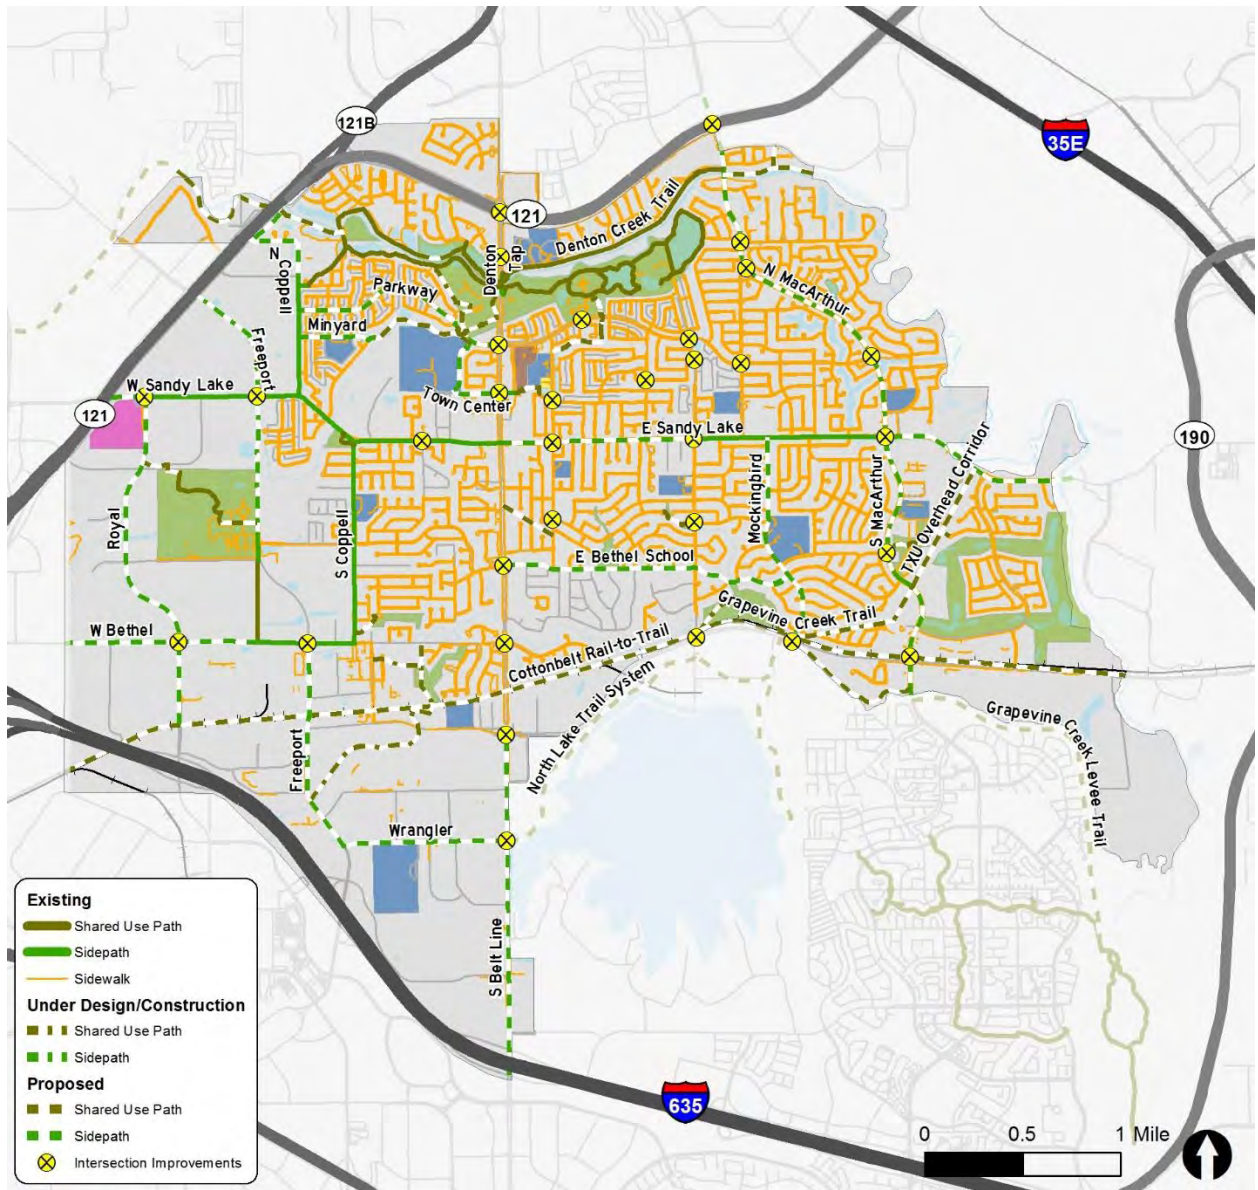 121B
35E
121
Denton Creek Trail
N Coppell
Denton Tap
Parkway
N MacArthur
Minyard
Freeport
W Sandy Lake
121
Town Center
E Sandy Lake
190
Royal
S Coppell
Mockingbird
S MacArthur
TXU Overhead Corridor
E Bethel School
W Bethel
Grapevine Creek Trail
Cottonbelt Rail-to-Trail
North Lake Trail System
Grapevine Creek Levee Trail
Freeport
Wrangler
S Belt Line
635
Existing
Shared Use Path
Sidepath
Sidewalk
Under Design/Construction
Shared Use Path
Sidepath
Proposed
Shared Use Path
Sidepath
Intersection Improvements
0 0.5 1 Mile